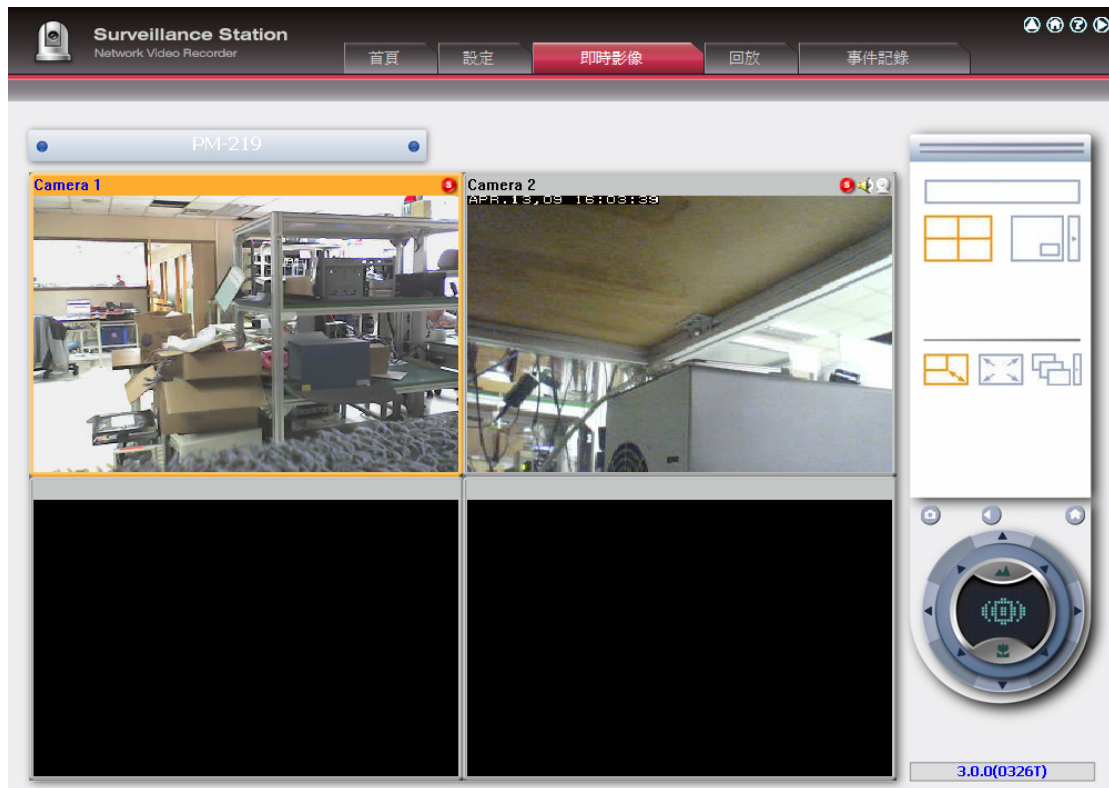 Surveillance Station
Network Video Recorder
首頁
設定
即時影像
回放
事件記錄
PM-219
Camera 1
S
Camera 2
S
APR.13,09 16:03:39
3.0.0(0326T)